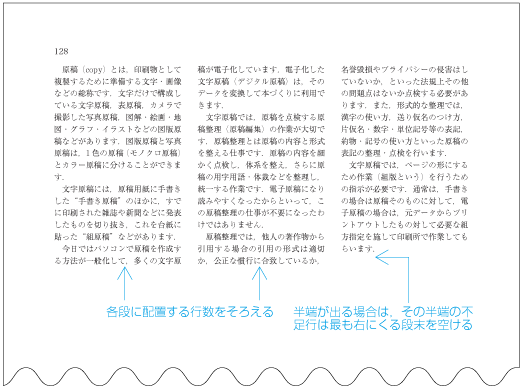 128
原稿（copy）とは，印刷物として
複製するために準備する文字・画像
などの総称です．文字だけで構成し
ている文字原稿，表原稿，カメラで
撮影した写真原稿，図解・絵画・地
図・グラフ・イラストなどの図版原
稿などがあります．図版原稿と写真
原稿は，1色の原稿（モノクロ原稿）
とカラー原稿に分けることができま
す．
文字原稿には，原稿用紙に手書き
した“手書き原稿”のほかに，すで
に印刷された雑誌や新聞などに発表
したものを切り抜き，これを台紙に
貼った“組原稿”などがあります．
今日ではパソコンで原稿を作成す
る方法が一般化して，多くの文字原
稿が電子化しています．電子化した
文字原稿（デジタル原稿）は，その
データを変換して本づくりに利用で
きます．
文字原稿では，原稿を点検する原
稿整理（原稿編集）の作業が大切で
す．原稿整理とは原稿の内容と形式
を整える仕事です．原稿の内容を細
かく点検し，体系を整え，さらに原
稿の用字用語・体裁などを整理し，
統一する作業です．電子原稿になり
読みやすくなったからといって，こ
の原稿整理の仕事が不要になったわ
けではありません．
原稿整理では，他人の著作物から
引用する場合の引用の形式は適切
か，公正な慣行に合致しているか，
名誉毀損やプライバシーの侵害はし
ていないか，といった法規上その他
の問題点はないか点検する必要があ
ります．また，形式的な整理では，
漢字の使い方，送り仮名のつけ方，
片仮名・数字・単位記号等の表記，
約物・記号の使い方といった原稿の
表記の整理・点検を行います．
文字原稿では，ページの形にする
ため作業（組版という）を行うため
の指示が必要です．通常は，手書き
の場合は原稿そのものに対して，電
子原稿の場合は，元データからプリ
ントアウトしたもの対して必要な組
方指定を施して印刷所で作業しても
らいます．
各段に配置する行数をそろえる
半端が出る場合は，その半端の不
足行は最も右にくる段末を空ける